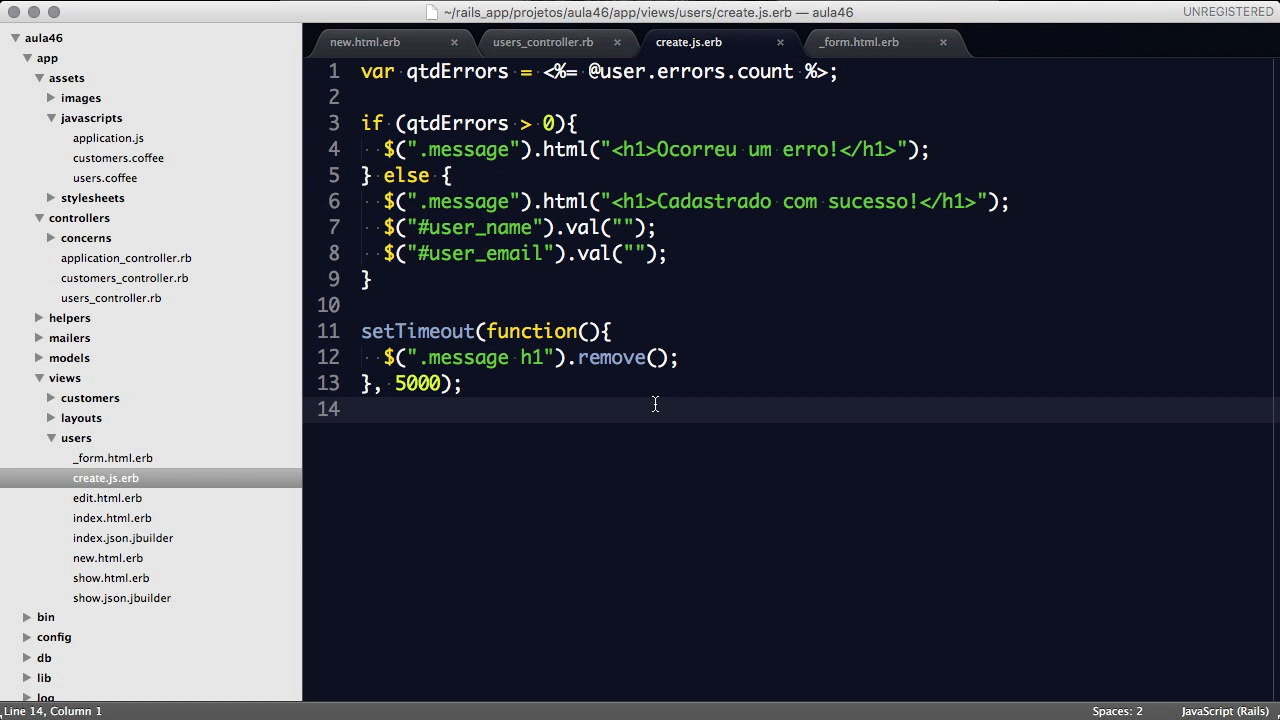 ~/rails_app/projetos/aula46/app/views/users/create.js.erb — aula46
UNREGISTERED
new.html.erb × users_controller.rb × create.js.erb × _form.html.erb ×
aula46
app
assets
images
javascripts
application.js
customers.coffee
users.coffee
stylesheets
controllers
concerns
application_controller.rb
customers_controller.rb
users_controller.rb
helpers
mailers
models
views
customers
layouts
users
_form.html.erb
create.js.erb
edit.html.erb
index.html.erb
index.json.jbuilder
new.html.erb
show.html.erb
show.json.jbuilder
bin
config
db
lib
log
1 var qtdErrors = <%= @user.errors.count %>;
2
3 if (qtdErrors > 0){
4   $(".message").html("<h1>Ocorreu um erro!</h1>");
5 } else {
6   $(".message").html("<h1>Cadastrado com sucesso!</h1>");
7   $("#user_name").val("");
8   $("#user_email").val("");
9 }
10
11 setTimeout(function(){
12   $(".message h1").remove();
13 }, 5000);
14
Line 14, Column 1
Spaces: 2
JavaScript (Rails)